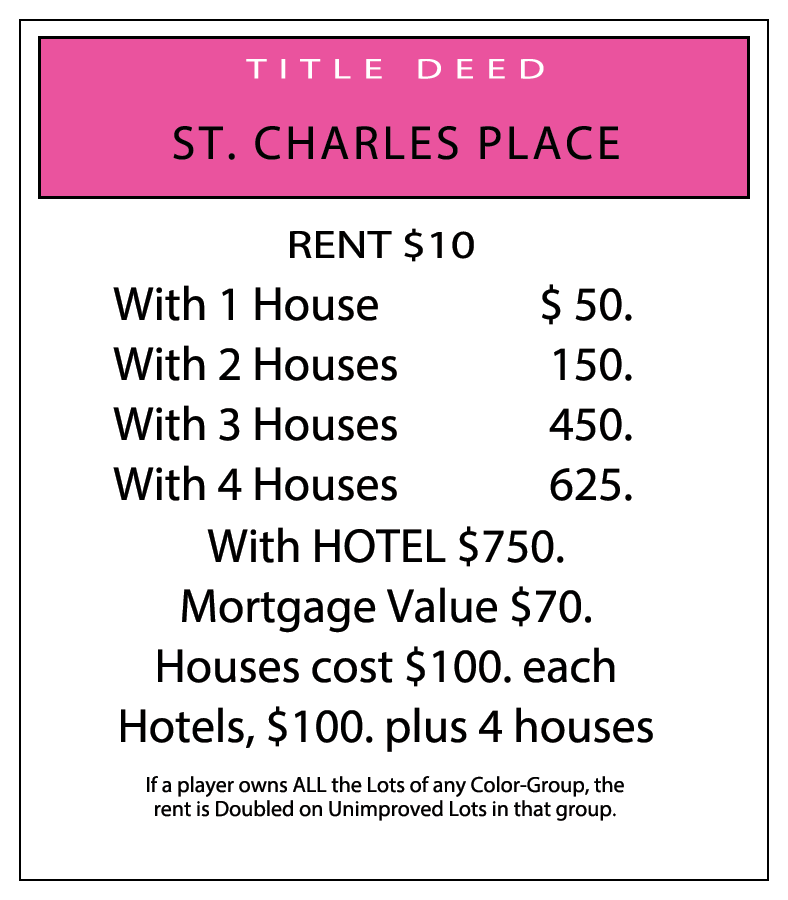 TITLE DEED
ST. CHARLES PLACE
RENT $10
With 1 House $ 50.
With 2 Houses 150.
With 3 Houses 450.
With 4 Houses 625.
With HOTEL $750.
Mortgage Value $70.
Houses cost $100. each
Hotels, $100. plus 4 houses
If a player owns ALL the Lots of any Color-Group, the
rent is Doubled on Unimproved Lots in that group.